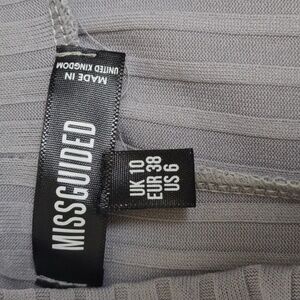 MISSGUIDED
MADE IN
UNITED KINGDOM
UK 10
EUR 38
US 6